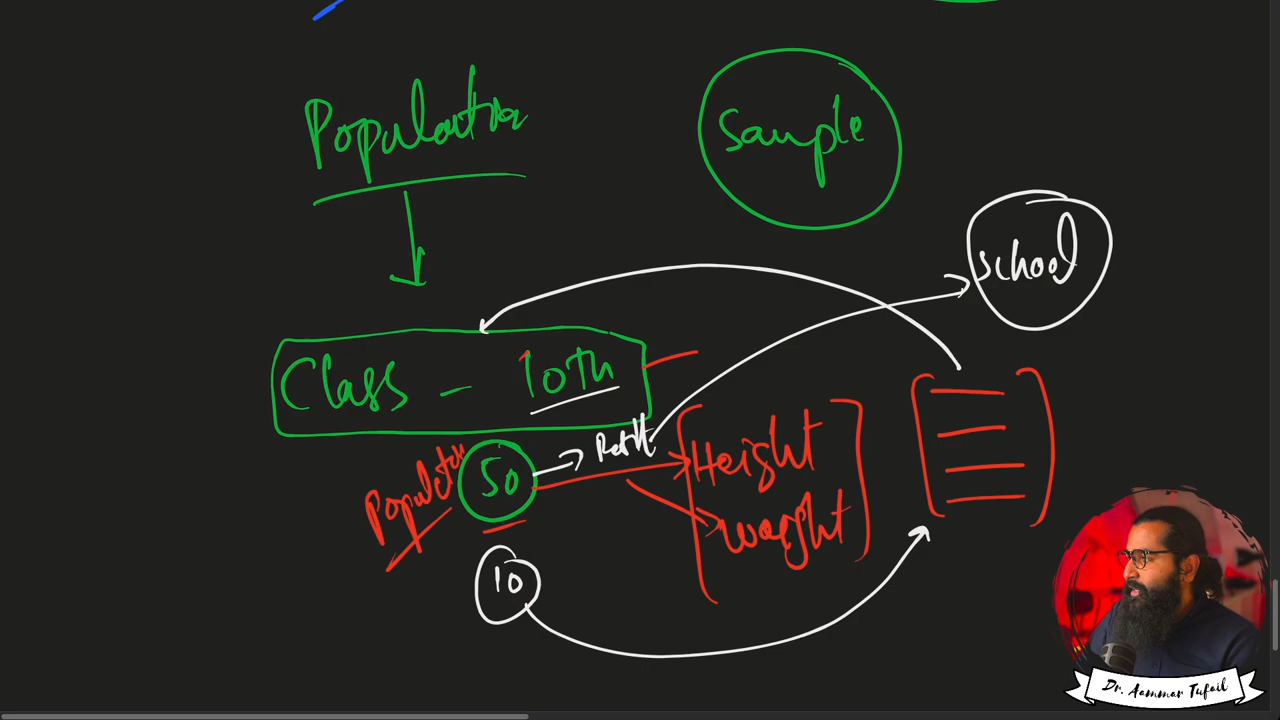 Population
Sample
School
Class - 10th
Population
50
Height
Weight
10
Dr. Aammar Tufail